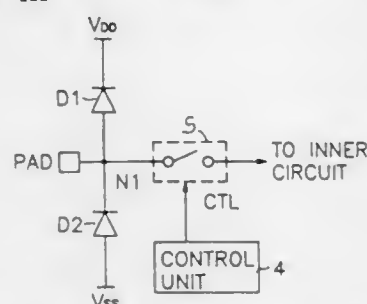 VDD
D1
S
PAD
N1
TO INNER
CIRCUIT
CTL
D2
CONTROL
UNIT
4
VSS